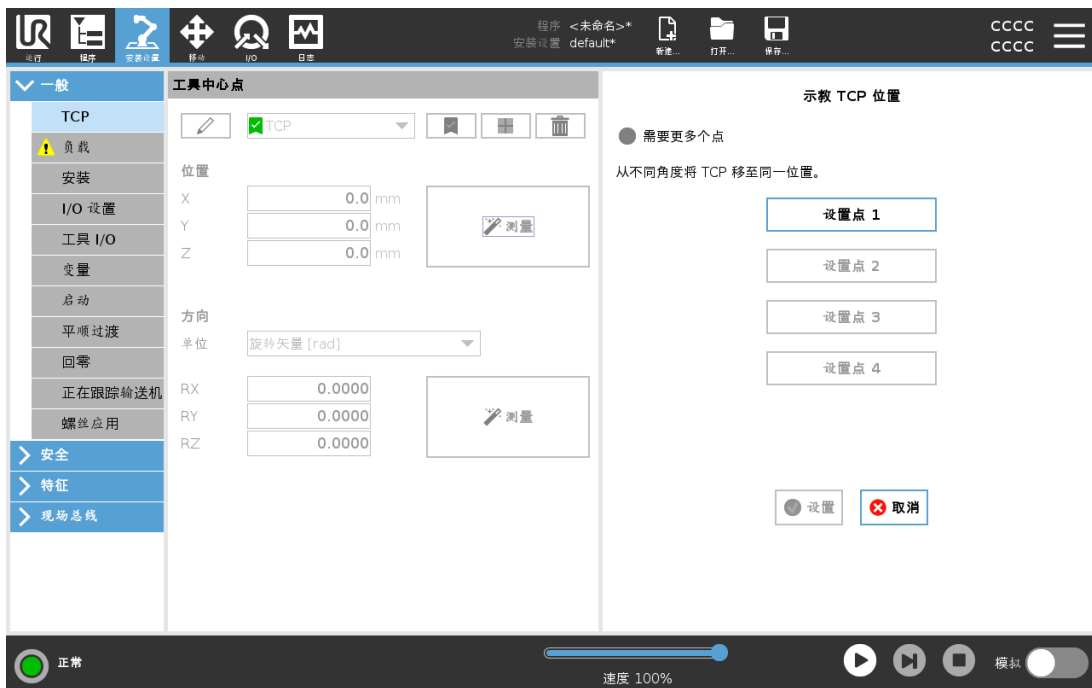 程序 <未命名>*
安装设置 default*
CCCC
CCCC
UR
运行
程序
安装设置
移动
I/O
日志
新建...
打开...
保存...
一般
TCP
负载
安装
I/O 设置
工具 I/O
变量
启动
平顺过渡
回零
正在跟踪输送机
螺丝应用
安全
特征
现场总线
工具中心点
TCP
位置
X 0.0 mm
Y 0.0 mm
Z 0.0 mm
测量
方向
单位 旋转矢量 [rad]
RX 0.0000
RY 0.0000
RZ 0.0000
测量
示教 TCP 位置
需要更多个点
从不同角度将 TCP 移至同一位置。
设置点 1
设置点 2
设置点 3
设置点 4
设置
取消
正常
速度 100%
模拟